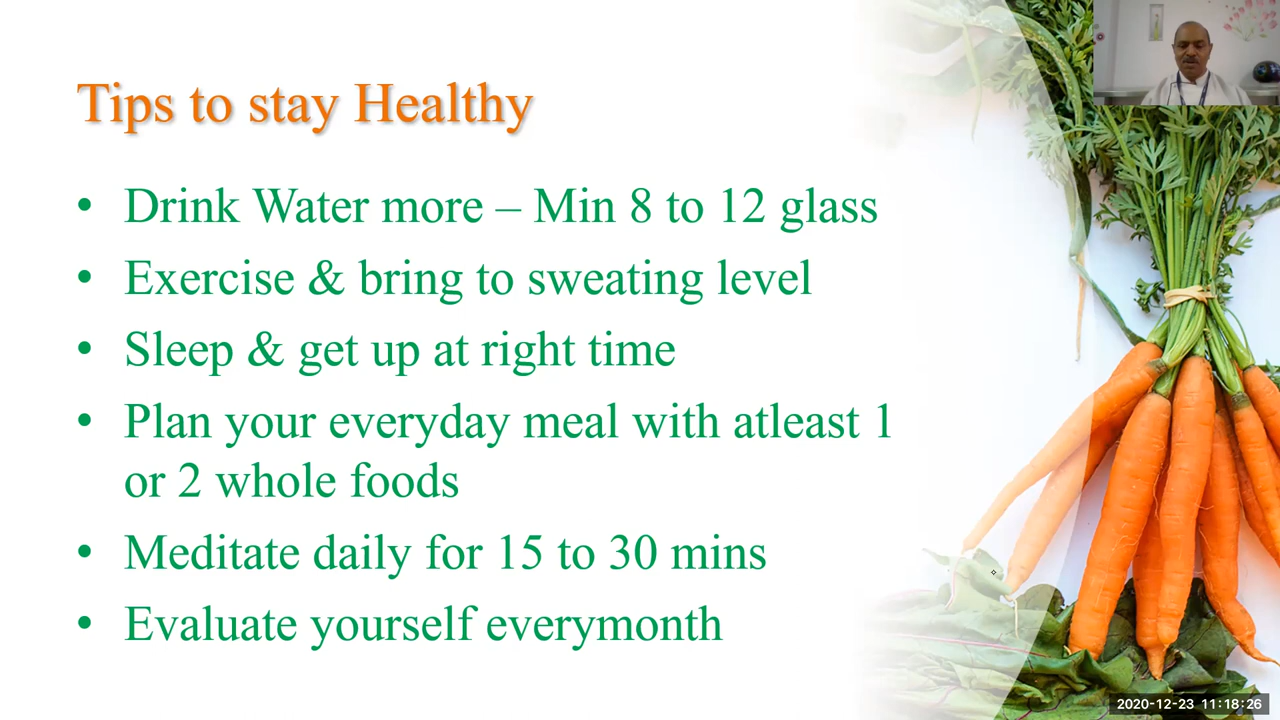 Tips to stay Healthy
• Drink Water more – Min 8 to 12 glass
• Exercise & bring to sweating level
• Sleep & get up at right time
• Plan your everyday meal with atleast 1
or 2 whole foods
• Meditate daily for 15 to 30 mins
• Evaluate yourself everymonth
2020-12-23 11:18:26